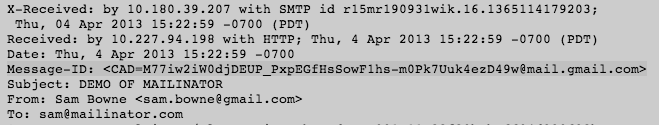 X-Received: by 10.180.39.207 with SMTP id r15mr190931wik.16.1365114179203;
Thu, 04 Apr 2013 15:22:59 -0700 (PDT)
Received: by 10.227.94.198 with HTTP; Thu, 4 Apr 2013 15:22:59 -0700 (PDT)
Date: Thu, 4 Apr 2013 15:22:59 -0700
Message-ID: <CAD=M77iw2iW0djDEUP_PxpEGfHsSowF1hs-m0Pk7Uuk4ezD49w@mail.gmail.com>
Subject: DEMO OF MAILINATOR
From: Sam Bowne <sam.bowne@gmail.com>
To: sam@mailinator.com